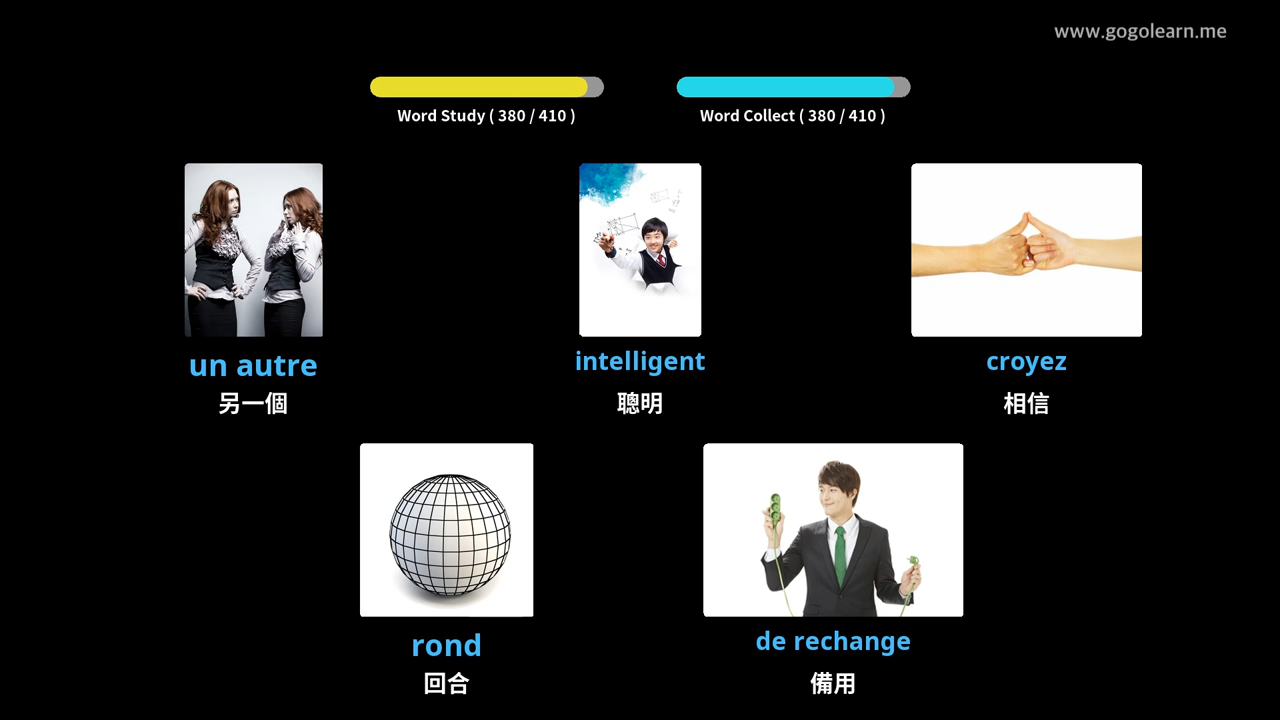 www.gogolearn.me
Word Study ( 380 / 410 )
Word Collect ( 380 / 410 )
un autre
另一個
intelligent
聰明
croyez
相信
rond
回合
de rechange
備用